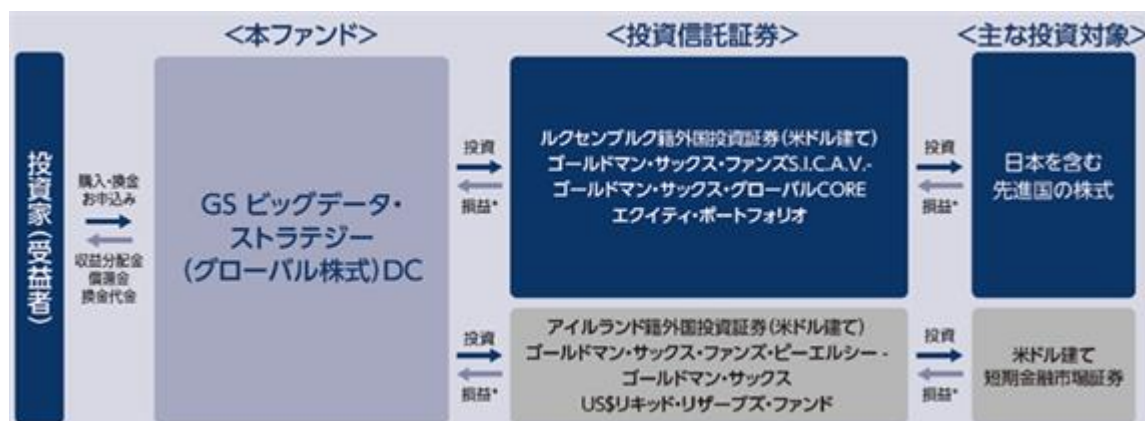 <本ファンド>
<投資信託証券>
<主な投資対象>
投資家(受益者)
購入・換金
お申込み
収益分配金
償還金
換金代金
GS ビッグデータ・
ストラテジー
(グローバル株式)DC
投資
損益*
ルクセンブルク籍外国投資証券(米ドル建て)
ゴールドマン・サックス・ファンズS.I.C.A.V.-
ゴールドマン・サックス・グローバルCORE
エクイティ・ポートフォリオ
投資
損益*
日本を含む
先進国の株式
投資
損益*
アイルランド籍外国投資証券(米ドル建て)
ゴールドマン・サックス・ファンズ・ピーエルシー -
ゴールドマン・サックス
US$リキッド・リザーブズ・ファンド
投資
損益*
米ドル建て
短期金融市場証券